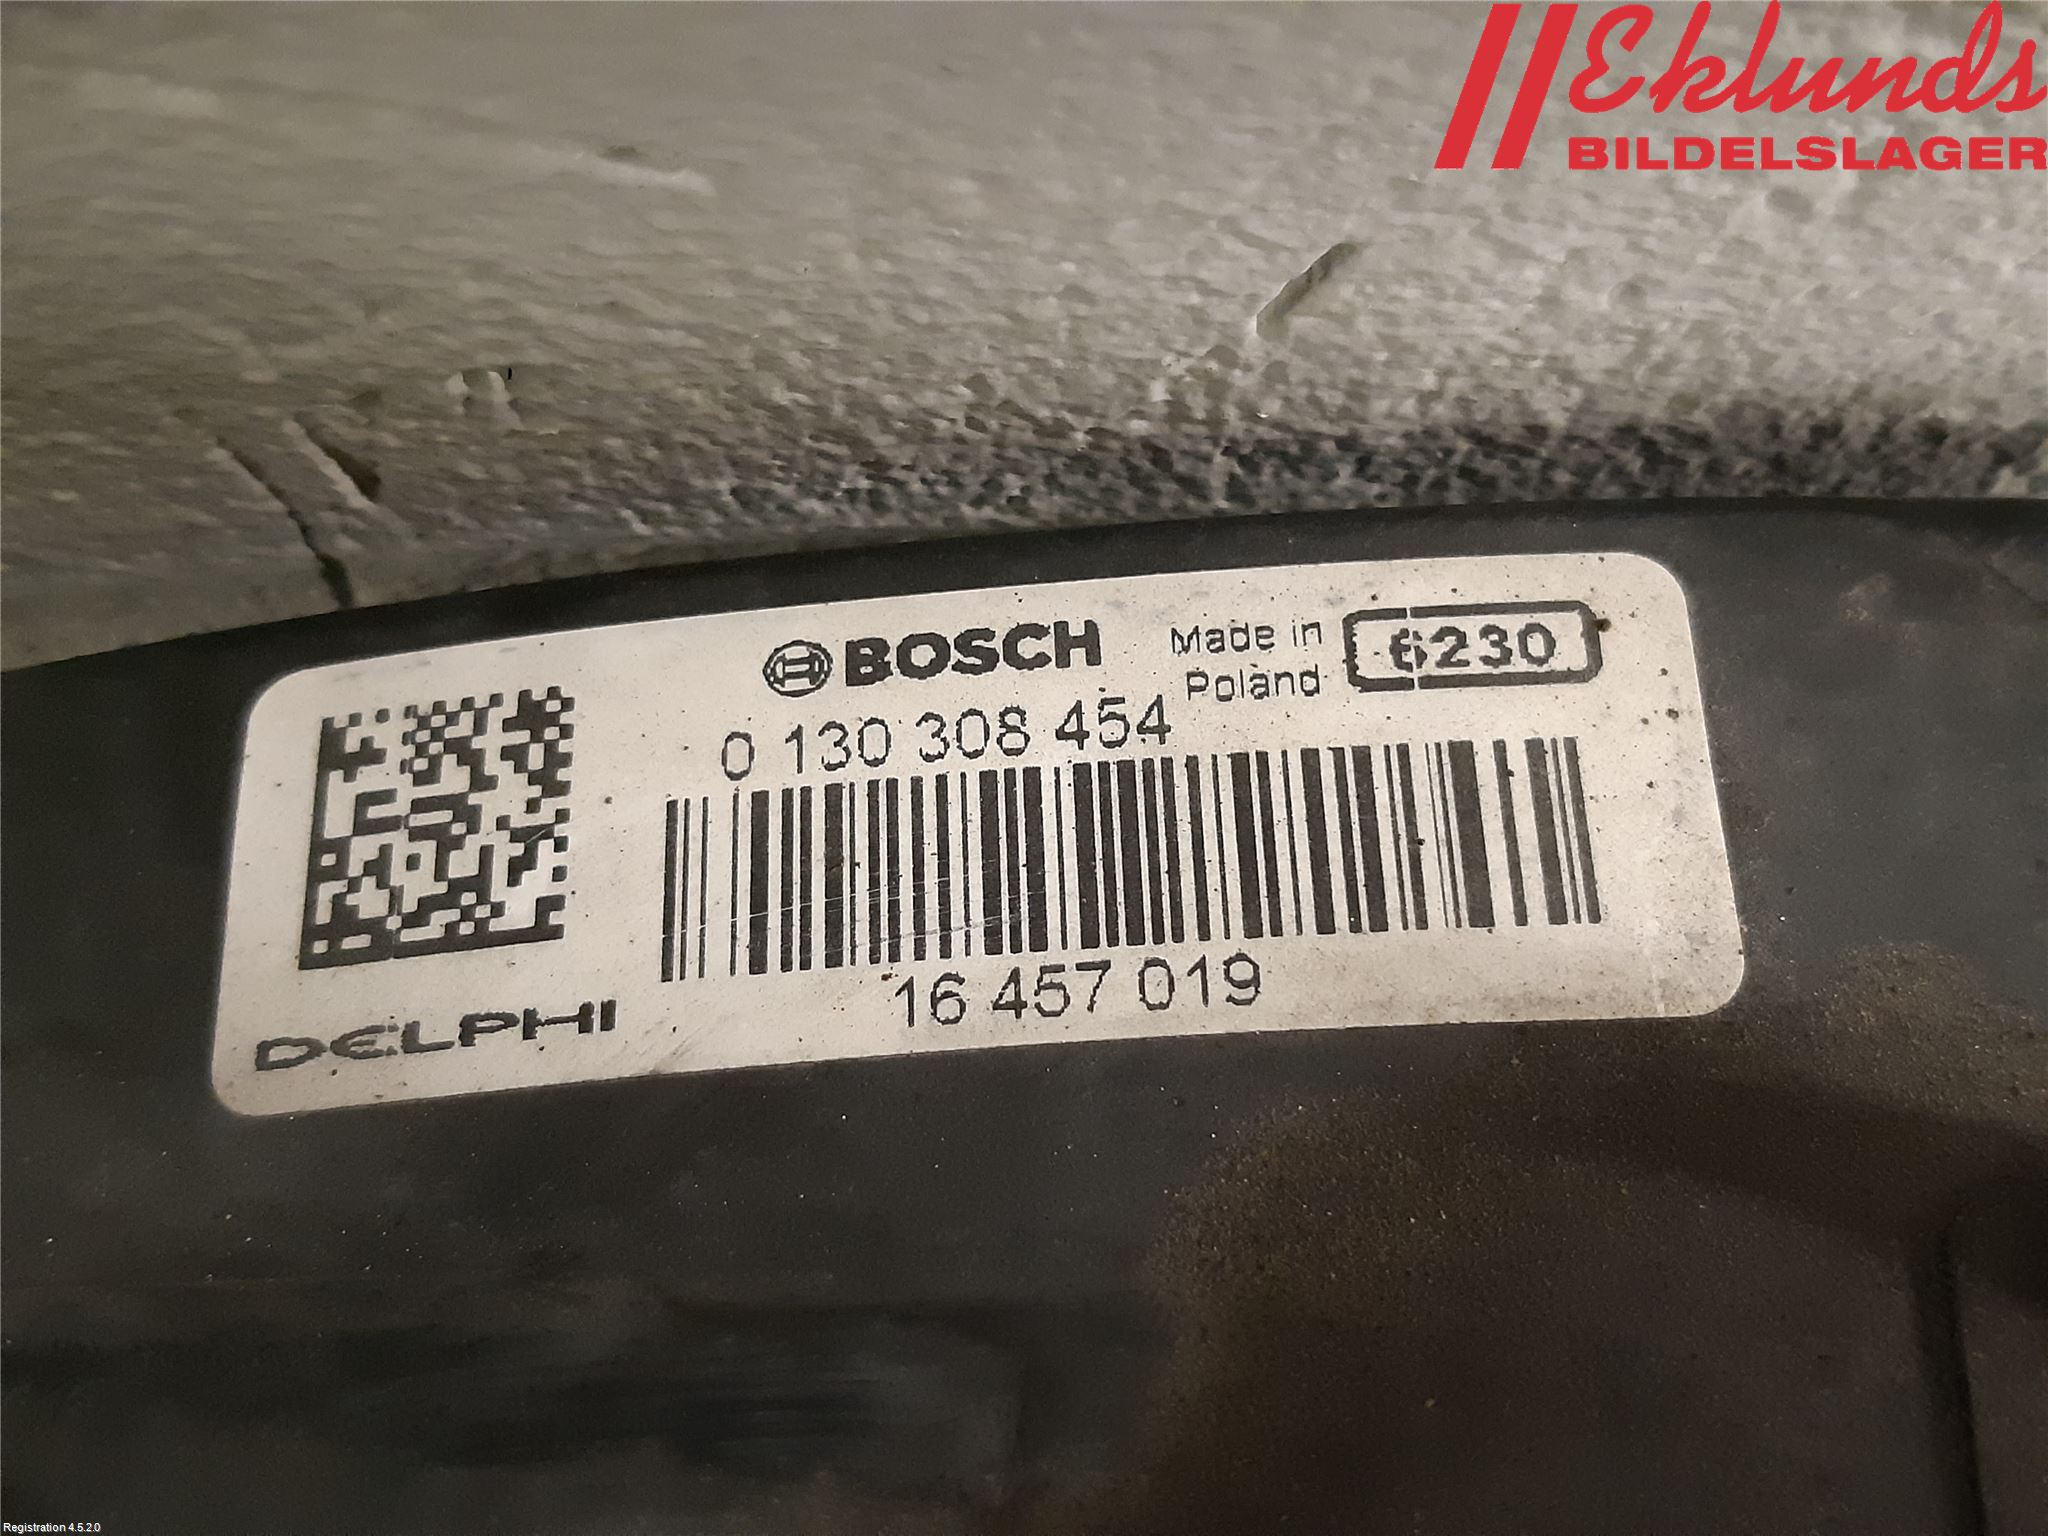 Eklunds
BILDELSLAGER
BOSCH
Made in
Poland
6230
0 130 308 454
16 457 019
DELPHI
Registration 4.5.2.0